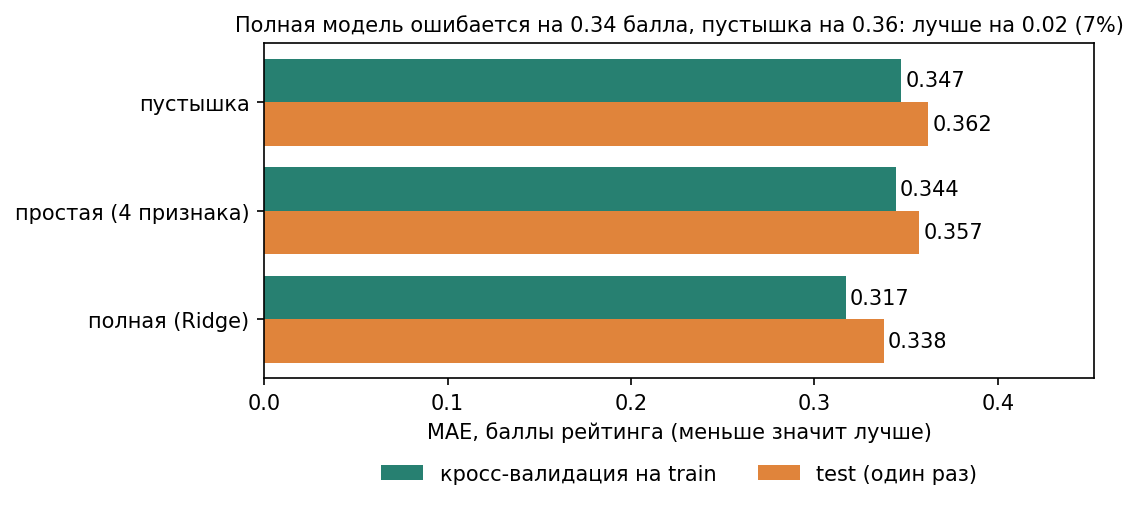 Полная модель ошибается на 0.34 балла, пустышка на 0.36: лучше на 0.02 (7%)
пустышка
0.347
0.362
простая (4 признака)
0.344
0.357
полная (Ridge)
0.317
0.338
0.0 0.1 0.2 0.3 0.4
MAE, баллы рейтинга (меньше значит лучше)
кросс-валидация на train test (один раз)